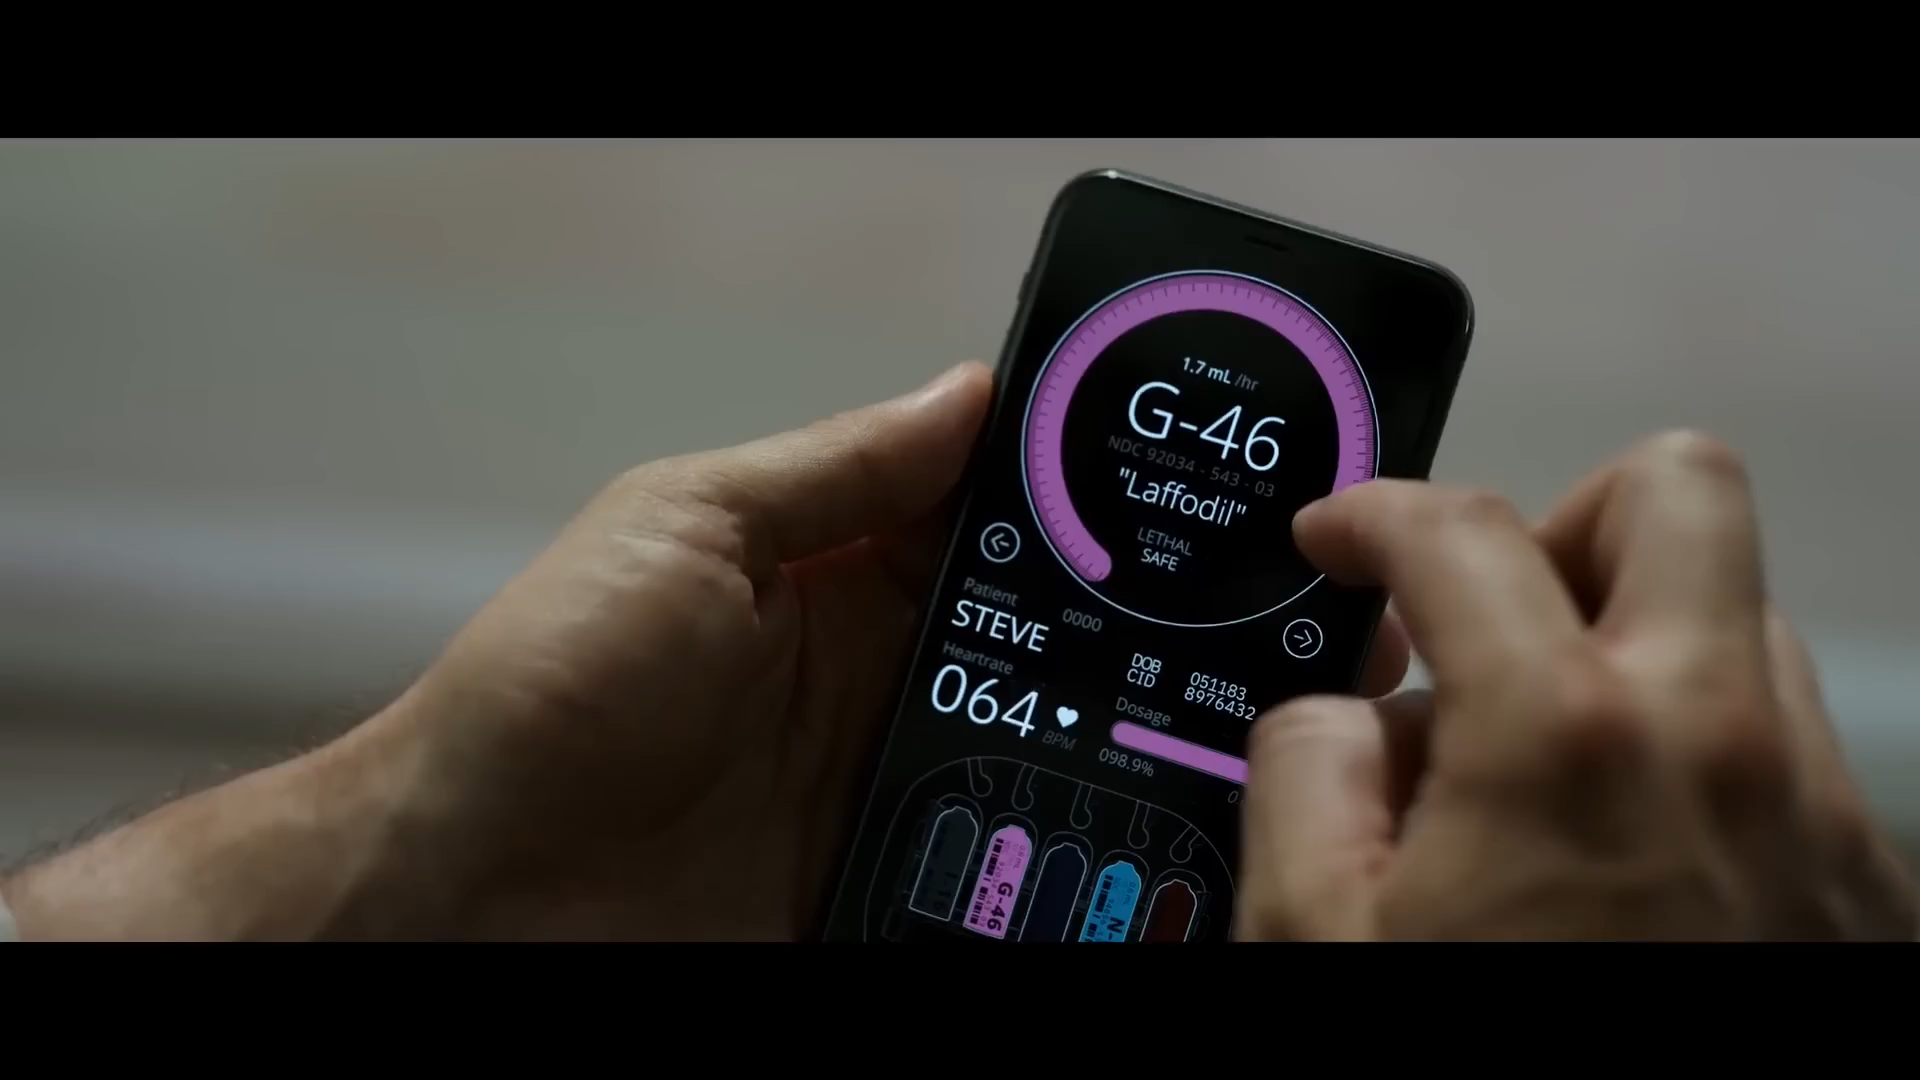 1.7 mL /hr
G-46
NDC 92034 - 543 - 03
"Laffodil"
LETHAL
SAFE
Patient
STEVE
0000
Heartrate
064
BPM
DOB 051183
CID 8976432
Dosage
098.9%
G-46
N-